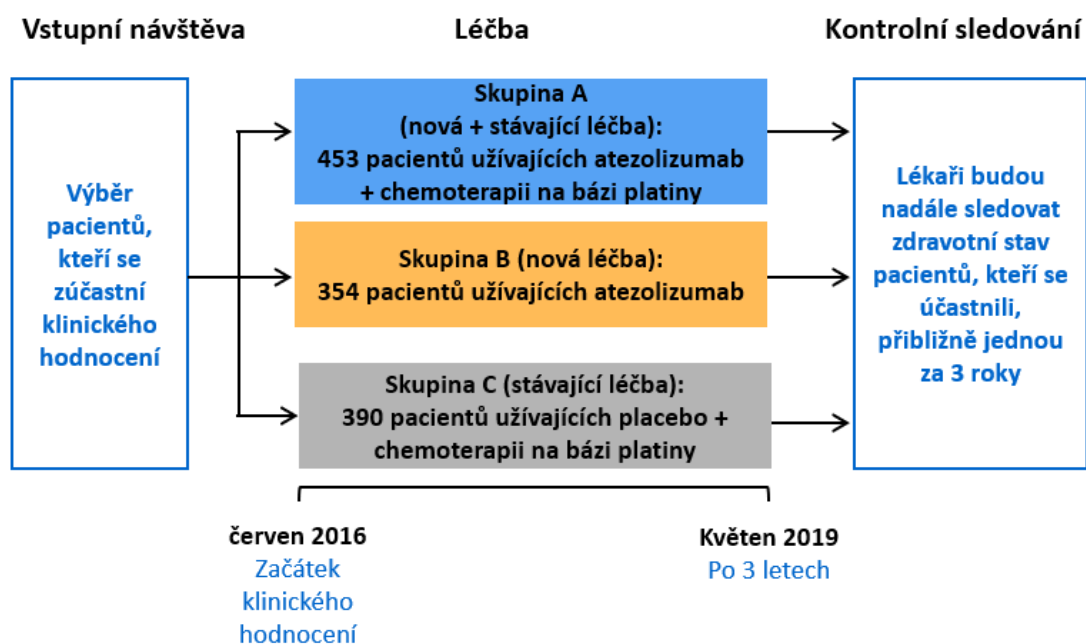 Vstupní návštěva
Léčba
Kontrolní sledování
Výběr
pacientů,
kteří se
zúčastní
klinického
hodnocení
Skupina A
(nová + stávající léčba):
453 pacientů užívajících atezolizumab
+ chemoterapii na bázi platiny
Skupina B (nová léčba):
354 pacientů užívajících atezolizumab
Skupina C (stávající léčba):
390 pacientů užívajících placebo +
chemoterapii na bázi platiny
Lékaři budou
nadále sledovat
zdravotní stav
pacientů, kteří se
účastnili,
přibližně jednou
za 3 roky
červen 2016
Začátek
klinického
hodnocení
Květen 2019
Po 3 letech